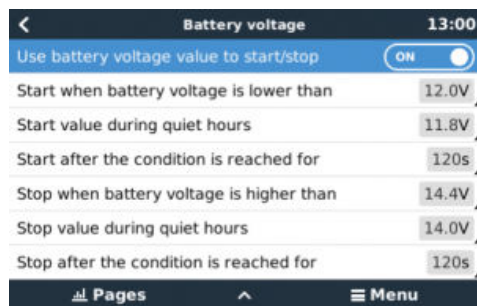 Battery voltage 13:00
Use battery voltage value to start/stop ON
Start when battery voltage is lower than 12.0V
Start value during quiet hours 11.8V
Start after the condition is reached for 120s
Stop when battery voltage is higher than 14.4V
Stop value during quiet hours 14.0V
Stop after the condition is reached for 120s
Pages Menu